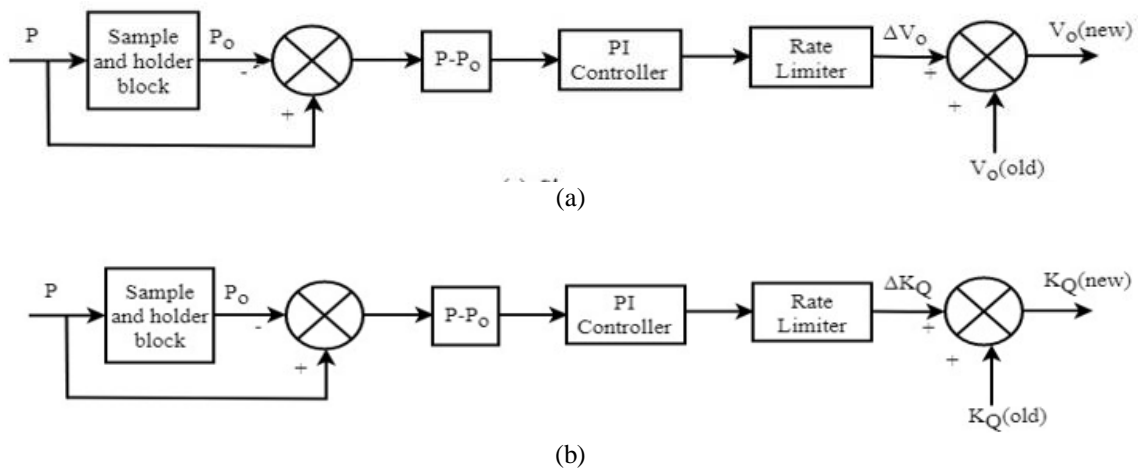 P
Sample
and holder
block
Po
-
+
P-Po
PI
Controller
Rate
Limiter
ΔVo
+
+
Vo(new)
Vo(old)
(a)
P
Sample
and holder
block
Po
-
+
P-Po
PI
Controller
Rate
Limiter
ΔKQ
+
+
KQ(new)
KQ(old)
(b)